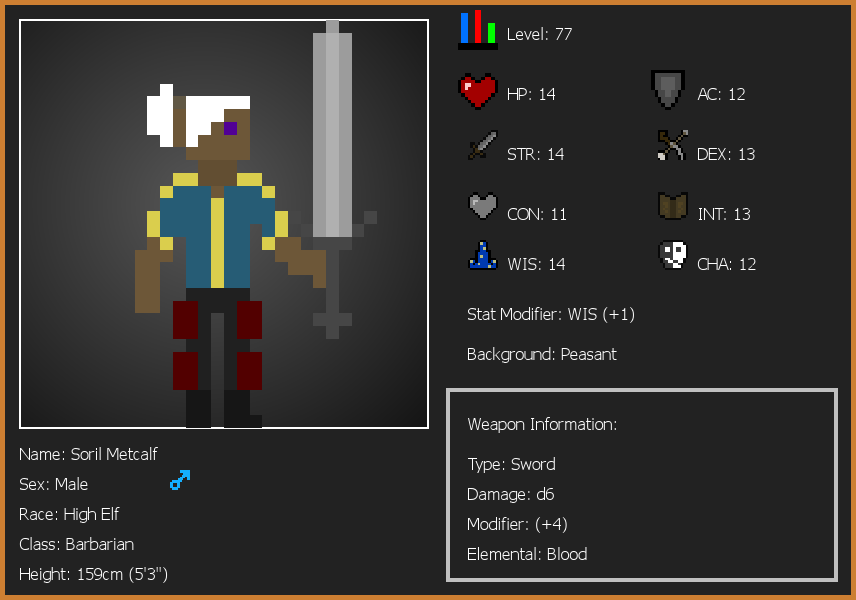 Level: 77
HP: 14
AC: 12
STR: 14
DEX: 13
CON: 11
INT: 13
WIS: 14
CHA: 12
Stat Modifier: WIS (+1)
Background: Peasant
Weapon Information:
Type: Sword
Damage: d6
Modifier: (+4)
Elemental: Blood
Name: Soril Metcalf
Sex: Male
Race: High Elf
Class: Barbarian
Height: 159cm (5'3")